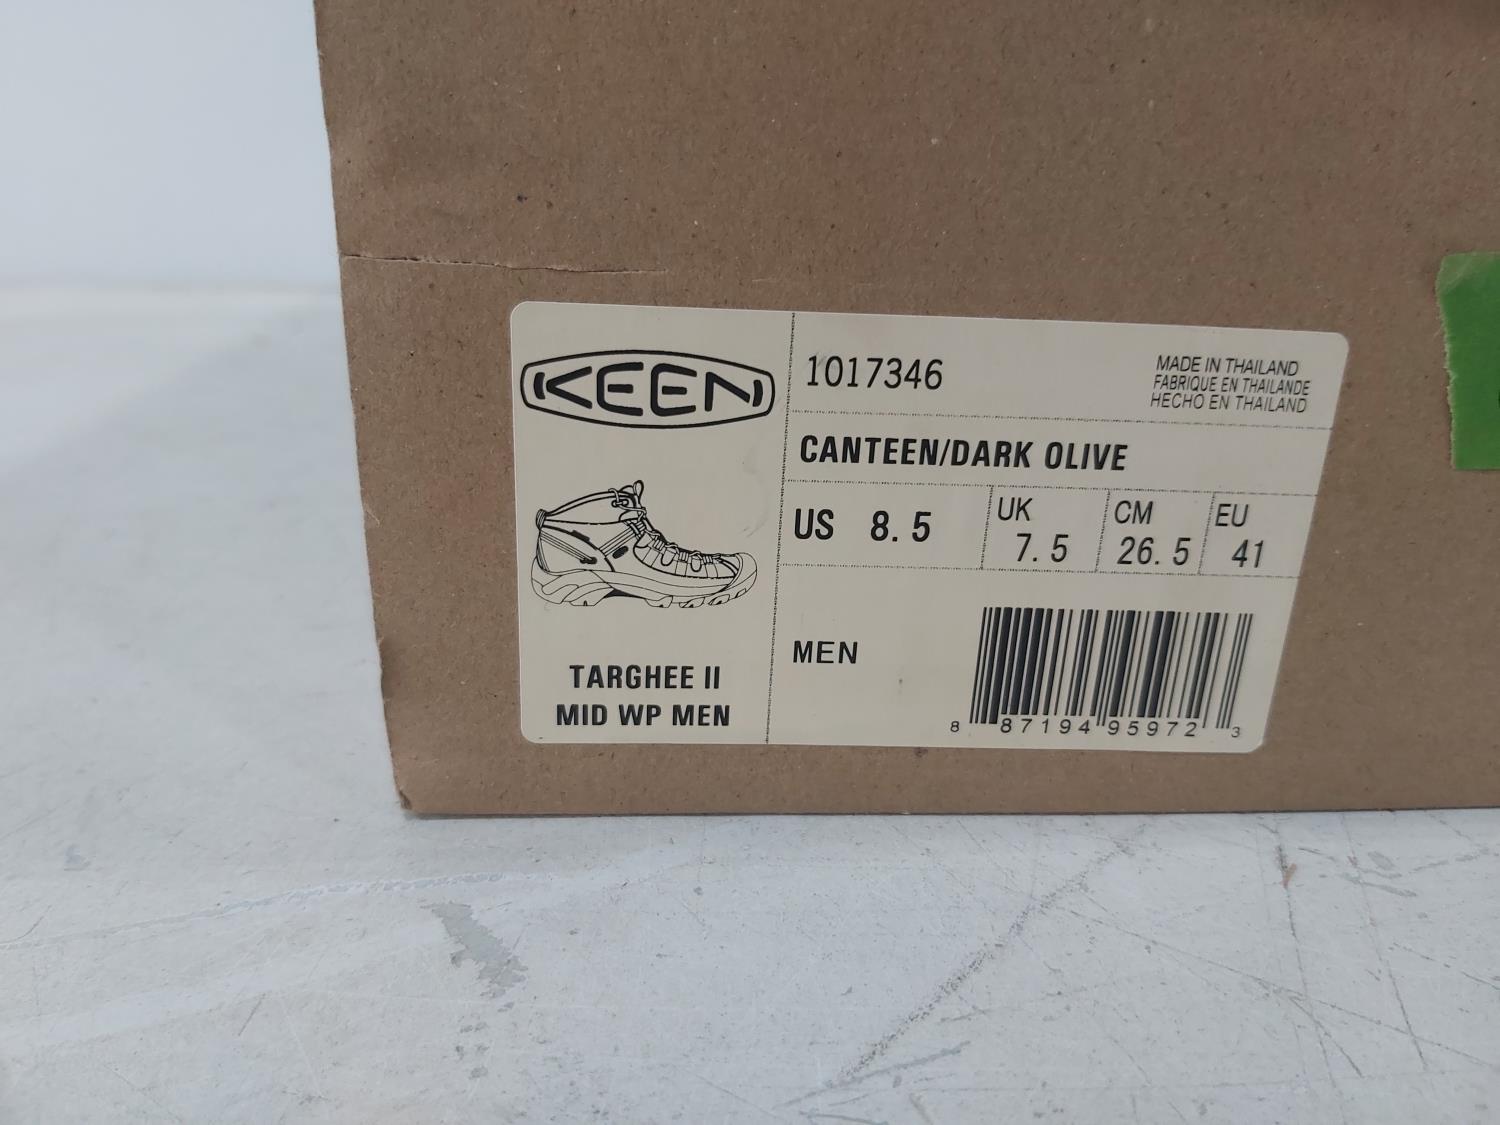 KEEN
1017346
MADE IN THAILAND
FABRIQUE EN THAILANDE
HECHO EN THAILAND
CANTEEN/DARK OLIVE
US 8.5
UK 7.5
CM 26.5
EU 41
MEN
TARGHEE II
MID WP MEN
8 87194 95972 3